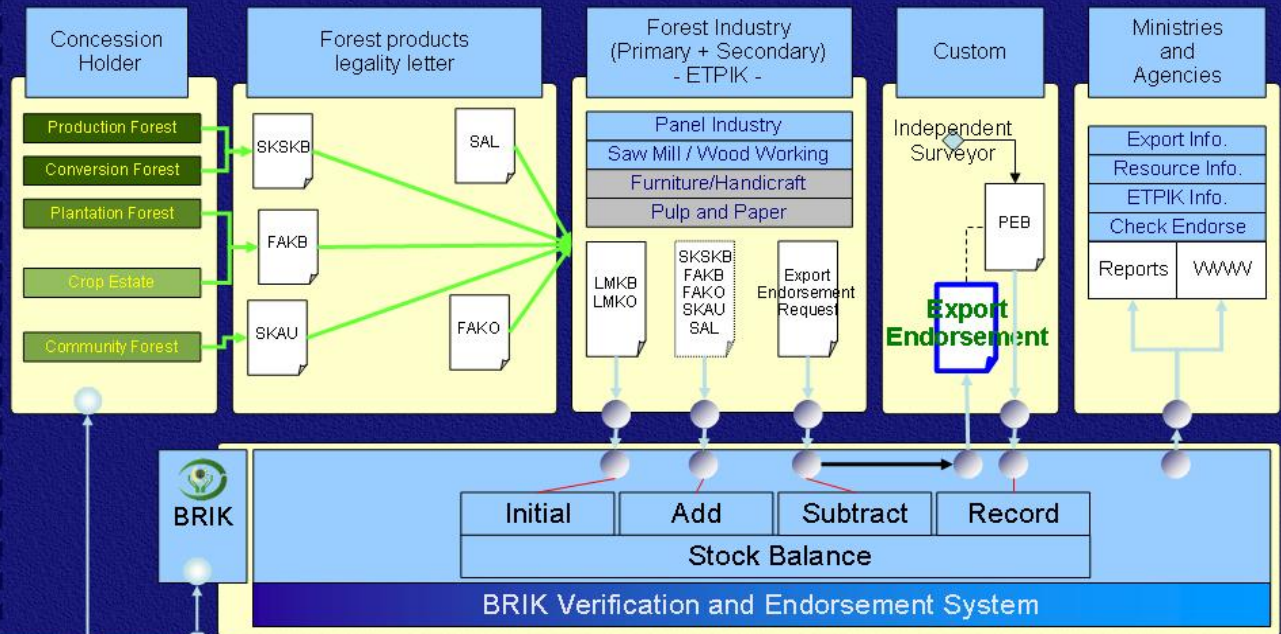 Concession
Holder
Forest products
legality letter
Forest Industry
(Primary + Secondary)
- ETPIK -
Custom
Ministries
and
Agencies
Production Forest
Conversion Forest
Plantation Forest
Crop Estate
Community Forest
SKSKB
SAL
FAKB
SKAU
FAKO
Panel Industry
Saw Mill / Wood Working
Furniture/Handicraft
Pulp and Paper
LMKB
LMKO
SKSKB
FAKB
FAKO
SKAU
SAL
Export
Endorsement
Request
Independent
Surveyor
PEB
Export
Endorsement
Export Info.
Resource Info.
ETPIK Info.
Check Endorse
Reports
WWW
BRIK
Initial
Add
Subtract
Record
Stock Balance
BRIK Verification and Endorsement System